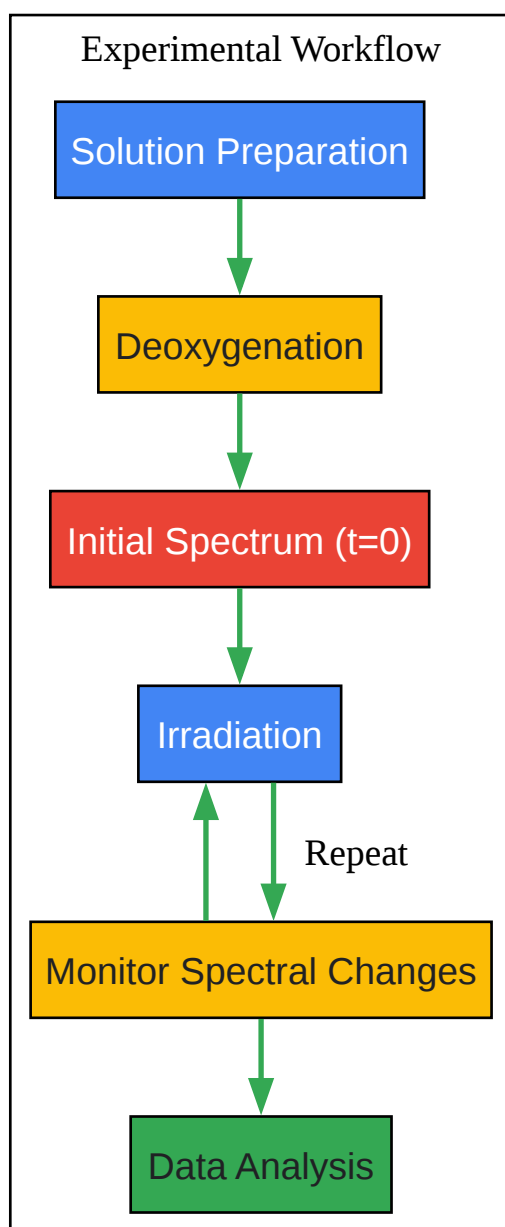 Experimental Workflow
Solution Preparation
Deoxygenation
Initial Spectrum (t=0)
Irradiation
Repeat
Monitor Spectral Changes
Data Analysis